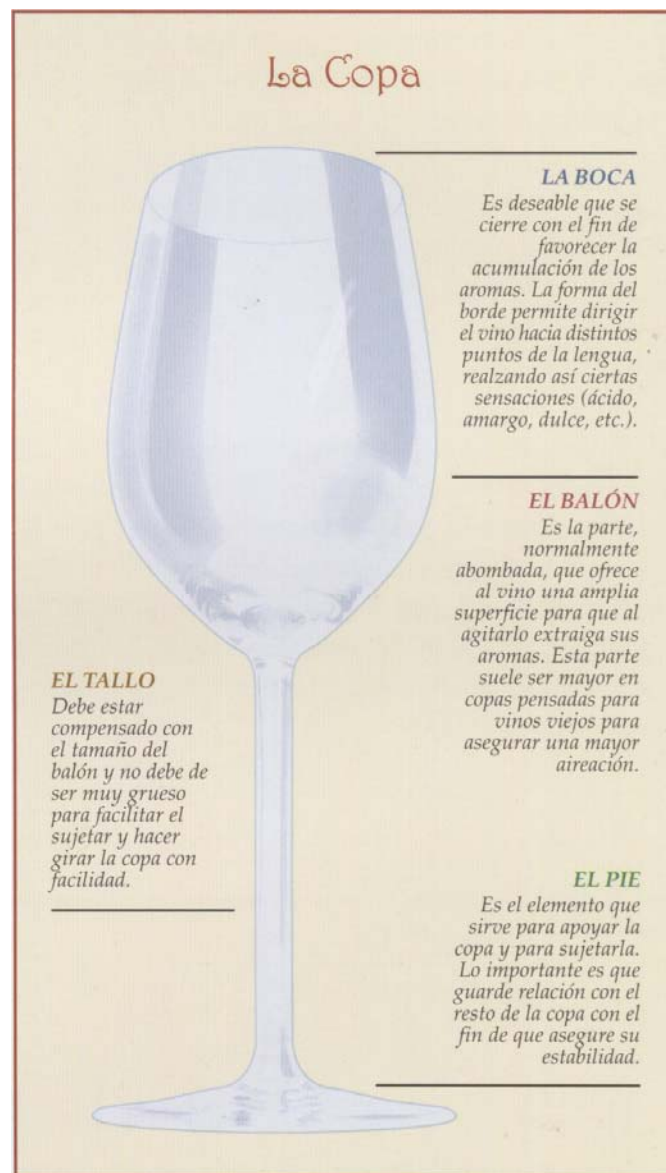 La Copa
LA BOCA
Es deseable que se
cierre con el fin de
favorecer la
acumulación de los
aromas. La forma del
borde permite dirigir
el vino hacia distintos
puntos de la lengua,
realzando así ciertas
sensaciones (ácido,
amargo, dulce, etc.).
EL BALÓN
Es la parte,
normalmente
abombada, que ofrece
al vino una amplia
superficie para que al
agitarlo extraiga sus
aromas. Esta parte
suele ser mayor en
copas pensadas para
vinos viejos para
asegurar una mayor
aireación.
EL TALLO
Debe estar
compensado con
el tamaño del
balón y no debe de
ser muy grueso
para facilitar el
sujetar y hacer
girar la copa con
facilidad.
EL PIE
Es el elemento que
sirve para apoyar la
copa y para sujetarla.
Lo importante es que
guarde relación con el
resto de la copa con el
fin de que asegure su
estabilidad.